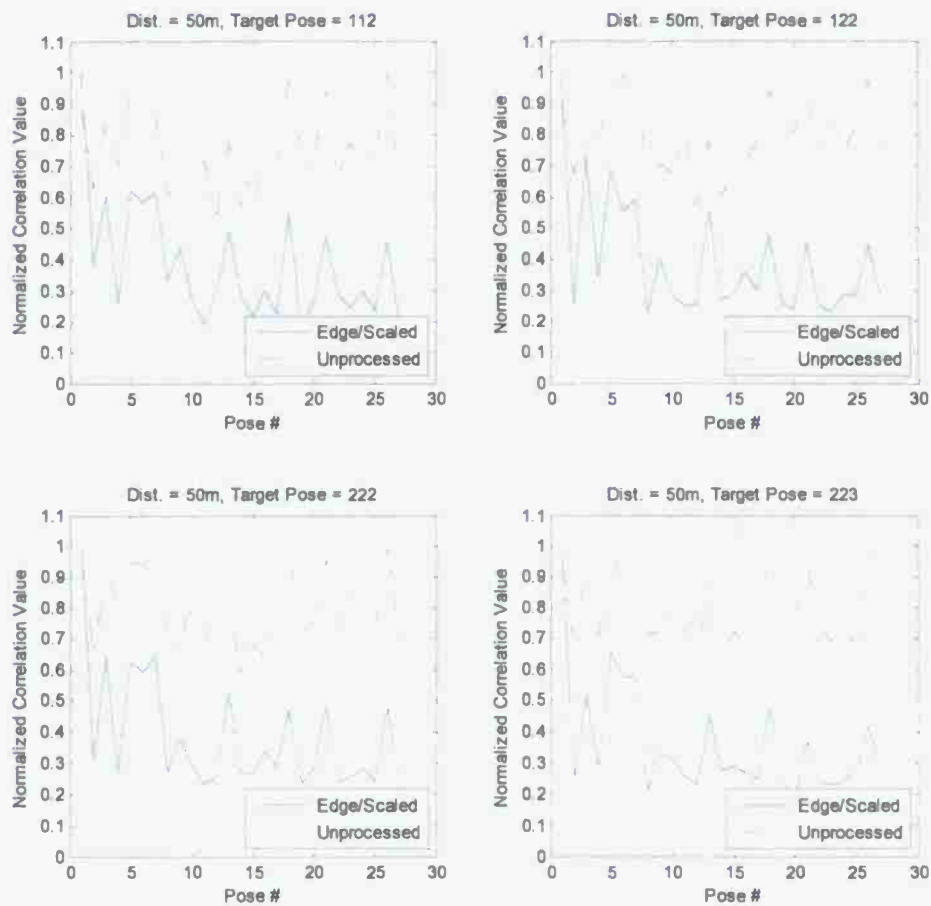 Dist. = 50m, Target Pose = 112
1.1
1
0.9
0.8
0.7
0.6
0.5
0.4
0.3
0.2
0.1
0
Normalized Correlation Value
Edge/Scaled
Unprocessed
0 5 10 15 20 25 30
Pose #
Dist. = 50m, Target Pose = 122
1.1
1
0.9
0.8
0.7
0.6
0.5
0.4
0.3
0.2
0.1
0
Normalized Correlation Value
Edge/Scaled
Unprocessed
0 5 10 15 20 25 30
Pose #
Dist. = 50m, Target Pose = 222
1.1
1
0.9
0.8
0.7
0.6
0.5
0.4
0.3
0.2
0.1
0
Normalized Correlation Value
Edge/Scaled
Unprocessed
0 5 10 15 20 25 30
Pose #
Dist. = 50m, Target Pose = 223
1.1
1
0.9
0.8
0.7
0.6
0.5
0.4
0.3
0.2
0.1
0
Normalized Correlation Value
Edge/Scaled
Unprocessed
0 5 10 15 20 25 30
Pose #